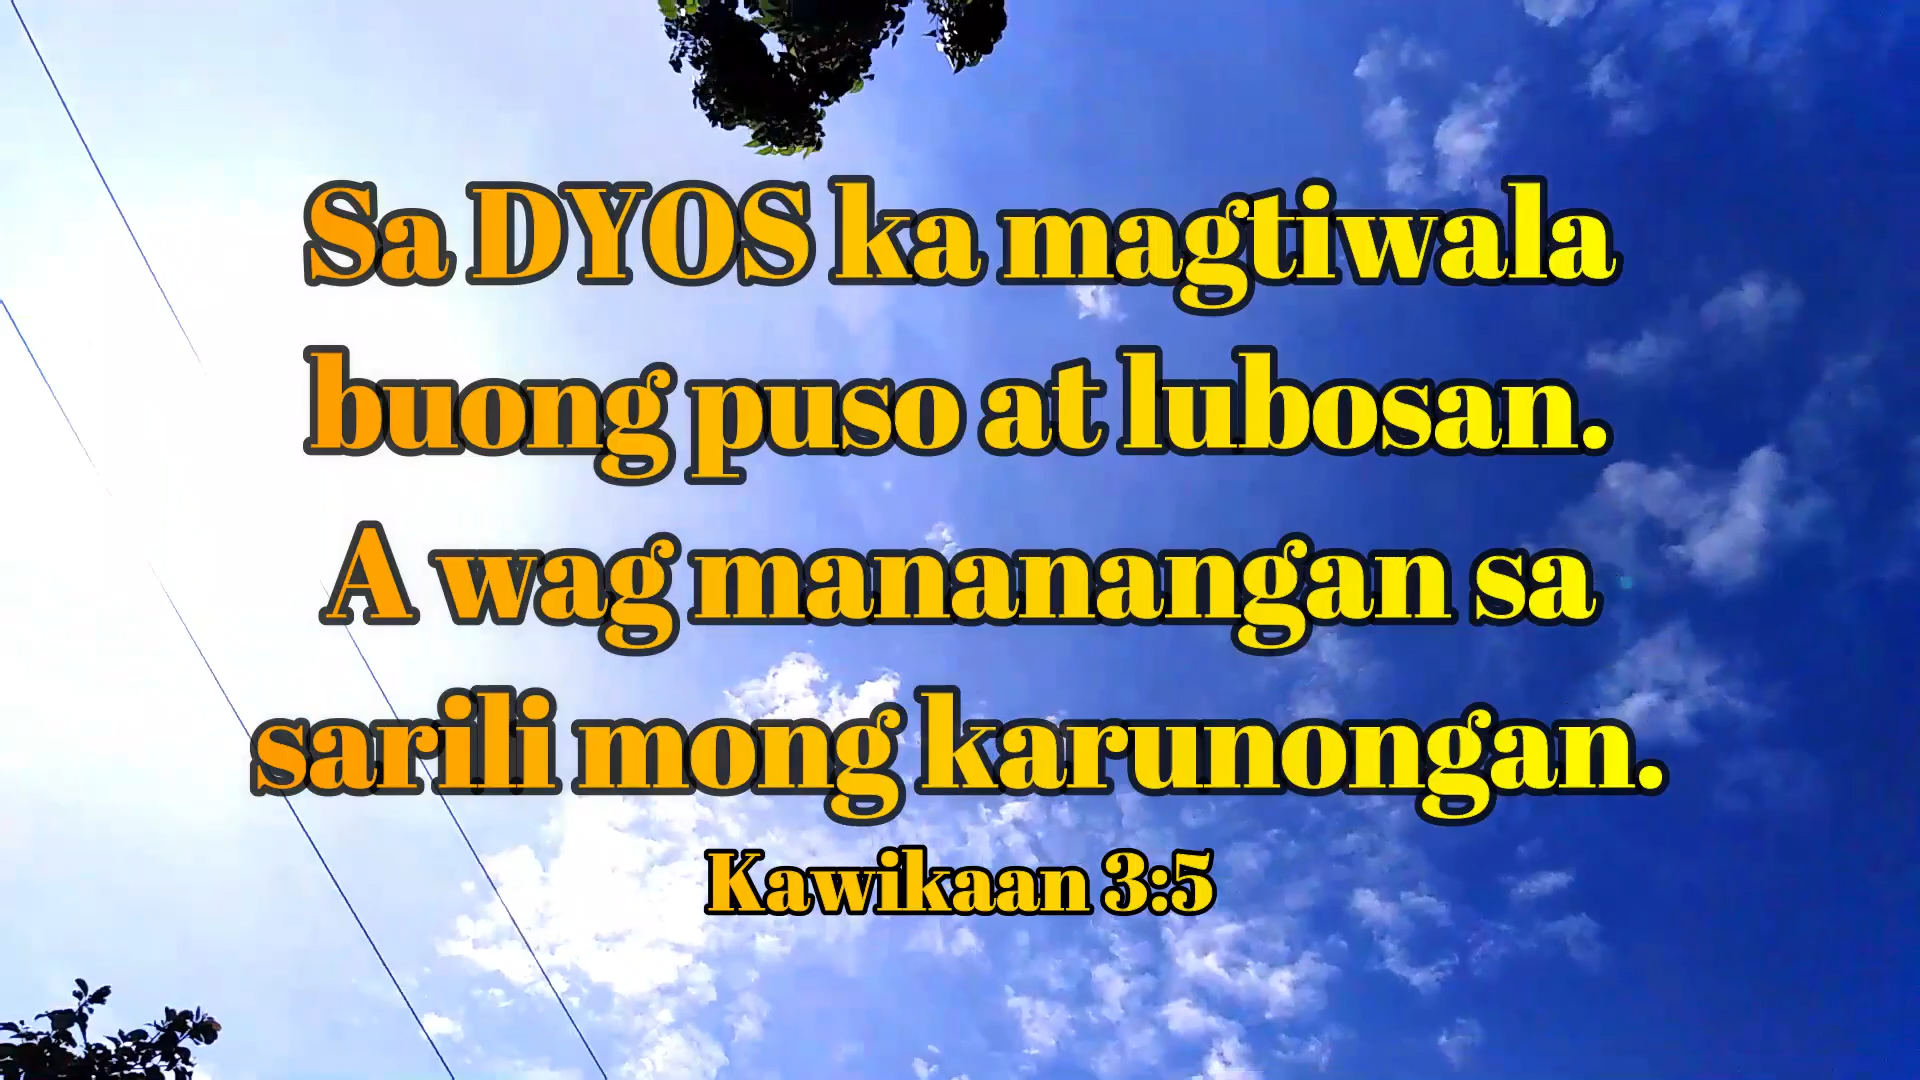 Sa DYOS ka magtiwala
buong puso at lubosan.
A wag mananangan sa
sarili mong karunongan.
Kawikaan 3:5